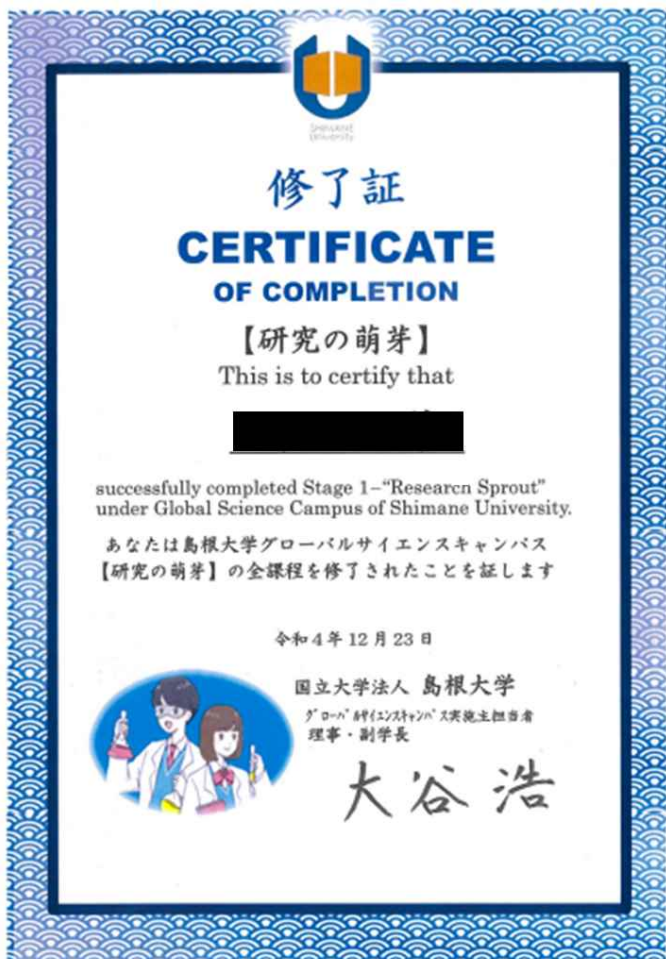 SHIMANE
University
修了証
CERTIFICATE
OF COMPLETION
【研究の萌芽】
This is to certify that
successfully completed Stage 1–“Research Sprout”
under Global Science Campus of Shimane University.
あなたは島根大学グローバルサイエンスキャンパス
【研究の萌芽】の全課程を修了されたことを証します
令和4年12月23日
国立大学法人 島根大学
グローバルサイエンスキャンパス実施主担当者
理事・副学長
大谷 浩